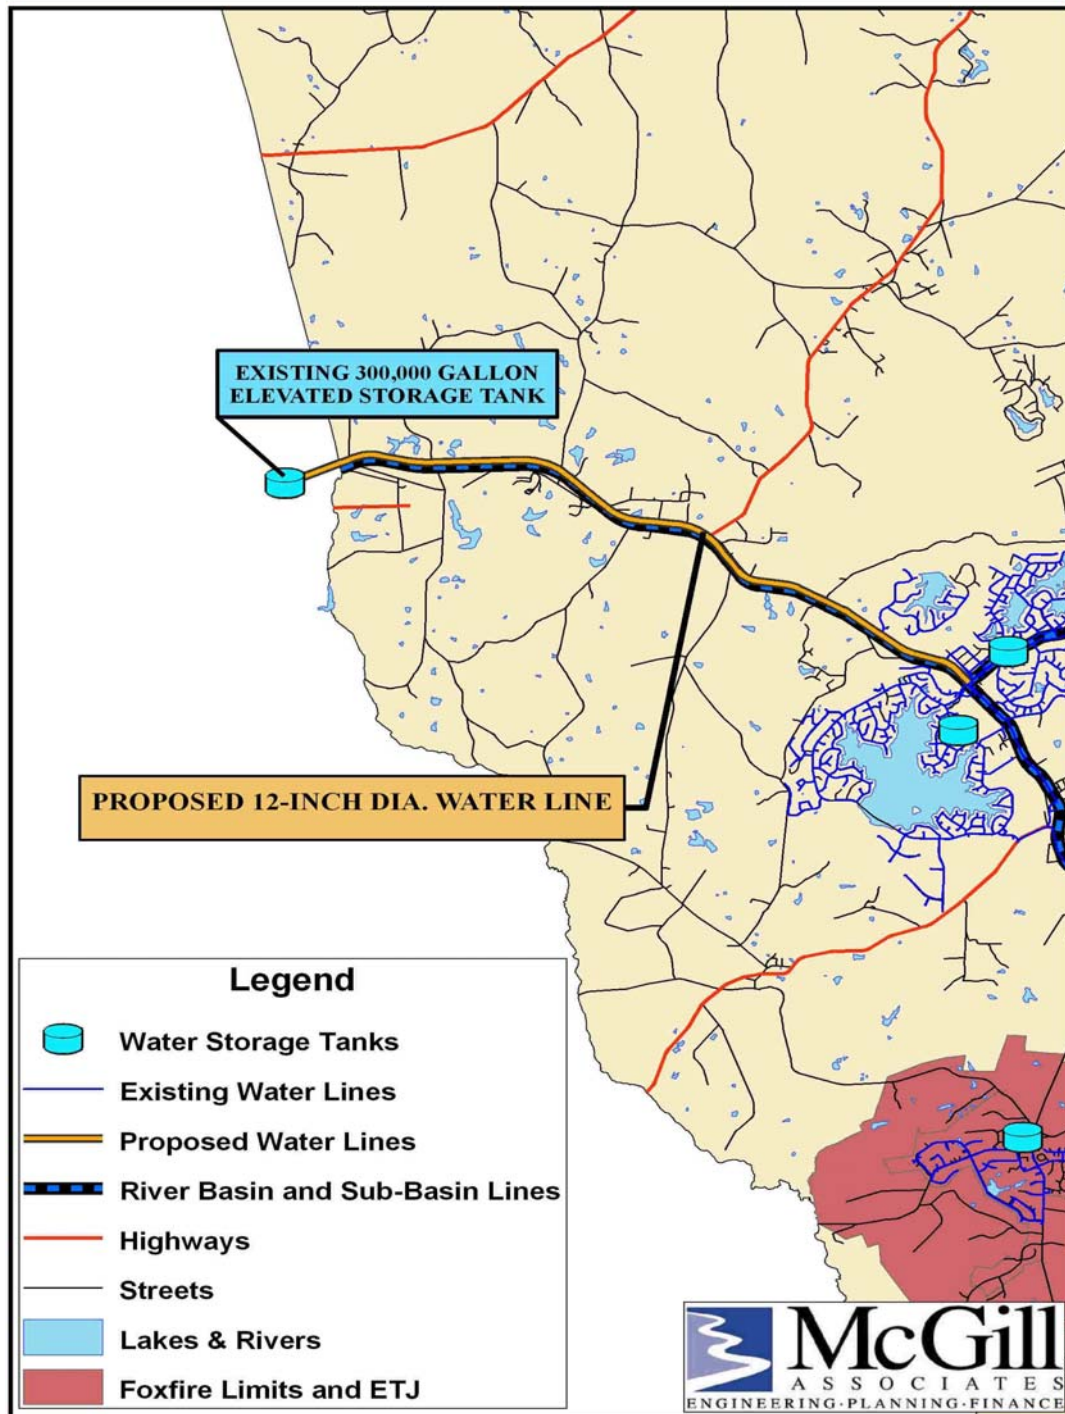 EXISTING 300,000 GALLON
ELEVATED STORAGE TANK
PROPOSED 12-INCH DIA. WATER LINE
Legend
Water Storage Tanks
Existing Water Lines
Proposed Water Lines
River Basin and Sub-Basin Lines
Highways
Streets
Lakes & Rivers
Foxfire Limits and ETJ
McGill
ASSOCIATES
ENGINEERING·PLANNING·FINANCE